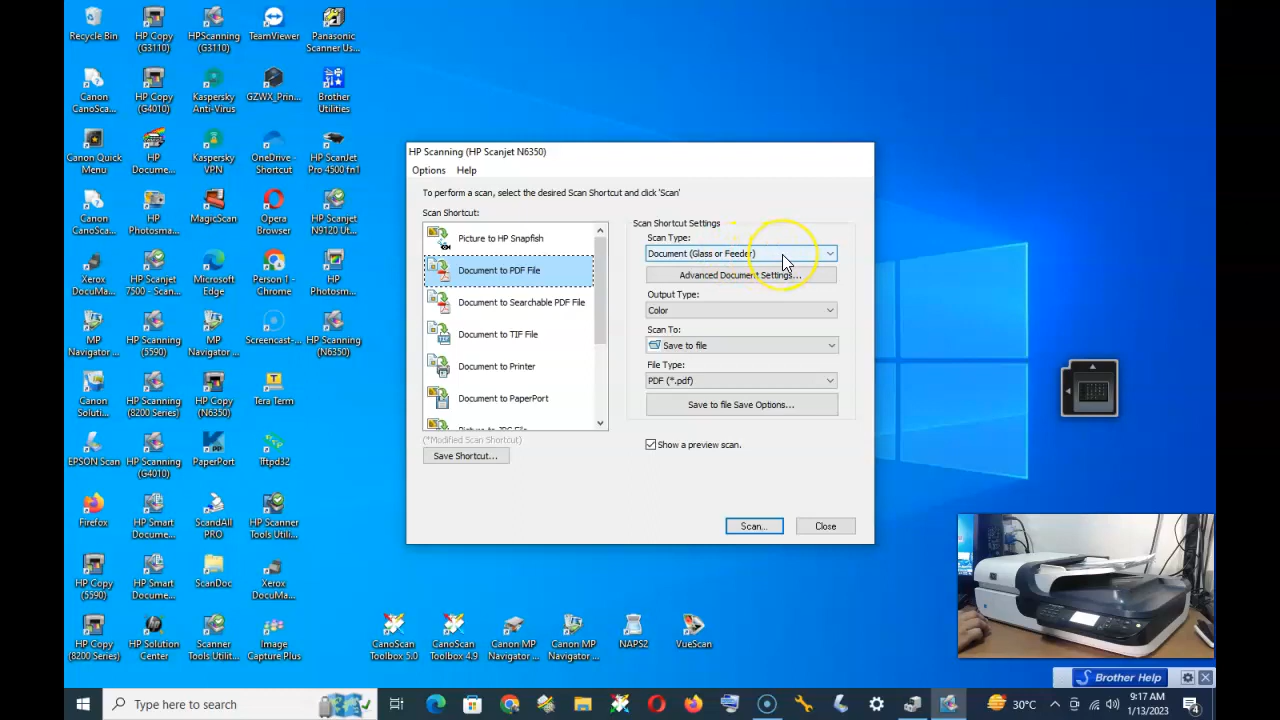 Recycle Bin
HP Copy
(G3110)
HPScanning
(G3110)
TeamViewer
Panasonic
Scanner Us...
Canon
CanoSca...
HP Copy
(G4010)
Kaspersky
Anti-Virus
GZWX_Prin...
Brother
Utilities
Canon Quick
Menu
HP
Docume...
Kaspersky
VPN
OneDrive -
Shortcut
HP ScanJet
Pro 4500 fn1
Canon
CanoSca...
HP
Photosm...
MagicScan
Opera
Browser
HP Scanjet
N9120 Ut...
Xerox
DocuMa...
HP Scanjet
7500 - Scan...
Microsoft
Edge
Person 1 -
Chrome
HP
Photosm...
MP
Navigator ...
HP Scanning
(5590)
MP
Navigator ...
Screencast-...
HP Scanning
(N6350)
Canon
Soluti...
HP Scanning
(8200 Series)
HP Copy
(N6350)
Tera Term
EPSON Scan
HP Scanning
(G4010)
PaperPort
Tftpd32
Firefox
HP Smart
Docume...
ScandAll
PRO
HP Scanner
Tools Utili...
HP Copy
(5590)
HP Smart
Docume...
ScanDoc
Xerox
DocuMa...
HP Copy
(8200 Series)
HP Solution
Center
Scanner
Tools Utilit...
Image
Capture Plus
CanoScan
Toolbox 5.0
CanoScan
Toolbox 4.9
Canon MP
Navigator ...
Canon MP
Navigator ...
NAPS2
VueScan
HP Scanning (HP Scanjet N6350)
Options Help
To perform a scan, select the desired Scan Shortcut and click 'Scan'
Scan Shortcut:
Picture to HP Snapfish
Document to PDF File
Document to Searchable PDF File
Document to TIF File
Document to Printer
Document to PaperPort
Picture to JPG File
(*Modified Scan Shortcut)
Save Shortcut...
Scan Shortcut Settings
Scan Type:
Document (Glass or Feeder)
Advanced Document Settings...
Output Type:
Color
Scan To:
Save to file
File Type:
PDF (*.pdf)
Save to file Save Options...
Show a preview scan.
Scan... Close
Brother Help
Type here to search
30°C
9:17 AM
1/13/2023
4